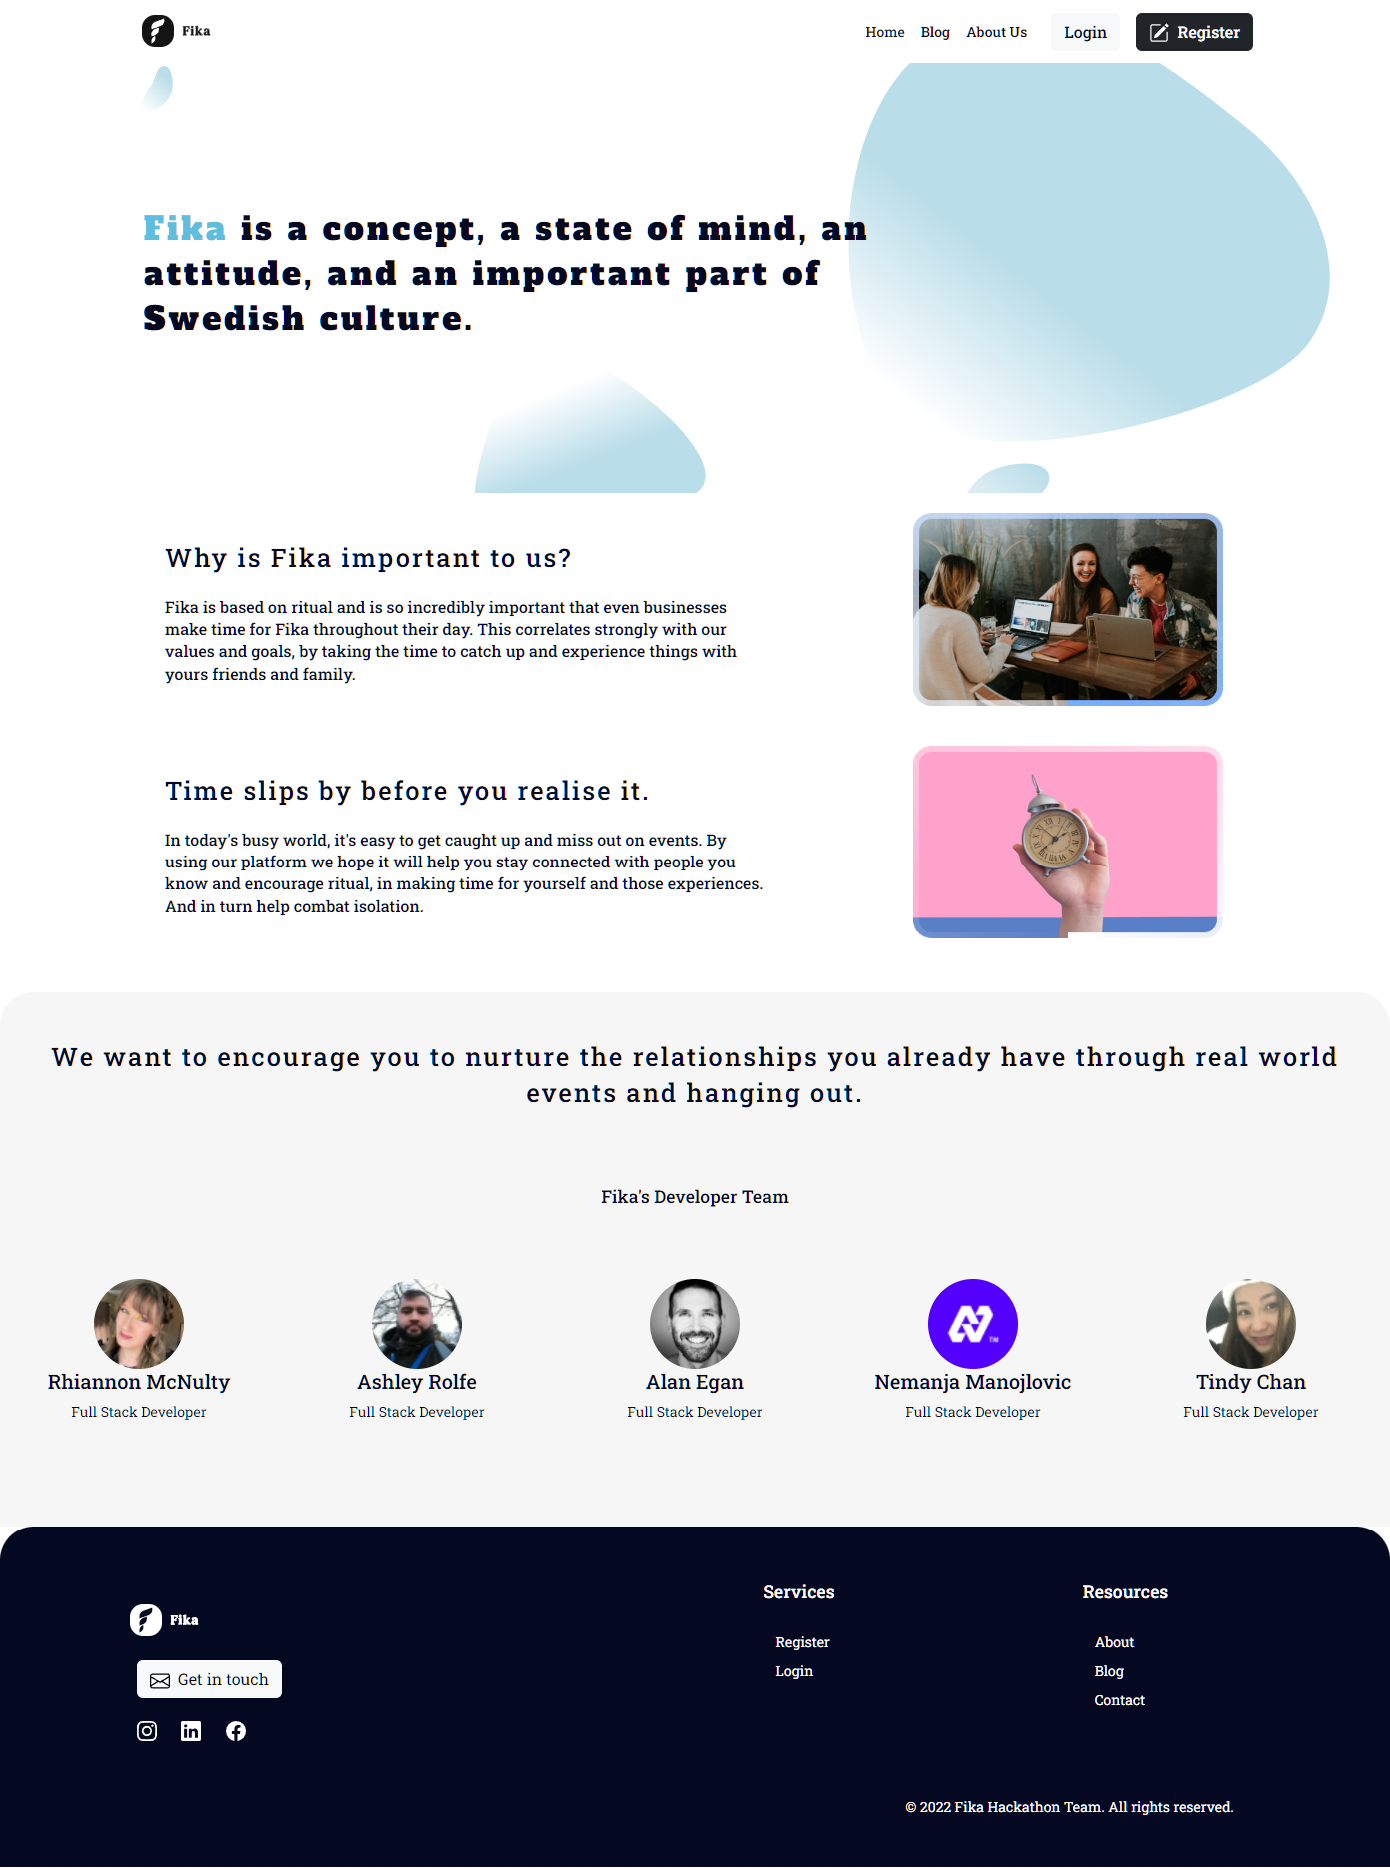 Fika
Home Blog About Us Login Register
Fika is a concept, a state of mind, an
attitude, and an important part of
Swedish culture.
Why is Fika important to us?
Fika is based on ritual and is so incredibly important that even businesses
make time for Fika throughout their day. This correlates strongly with our
values and goals, by taking the time to catch up and experience things with
yours friends and family.
Time slips by before you realise it.
In today's busy world, it's easy to get caught up and miss out on events. By
using our platform we hope it will help you stay connected with people you
know and encourage ritual, in making time for yourself and those experiences.
And in turn help combat isolation.
We want to encourage you to nurture the relationships you already have through real world
events and hanging out.
Fika's Developer Team
Rhiannon McNulty
Full Stack Developer
Ashley Rolfe
Full Stack Developer
Alan Egan
Full Stack Developer
TM
Nemanja Manojlovic
Full Stack Developer
Tindy Chan
Full Stack Developer
Fika
Get in touch
Services
Register
Login
Resources
About
Blog
Contact
© 2022 Fika Hackathon Team. All rights reserved.